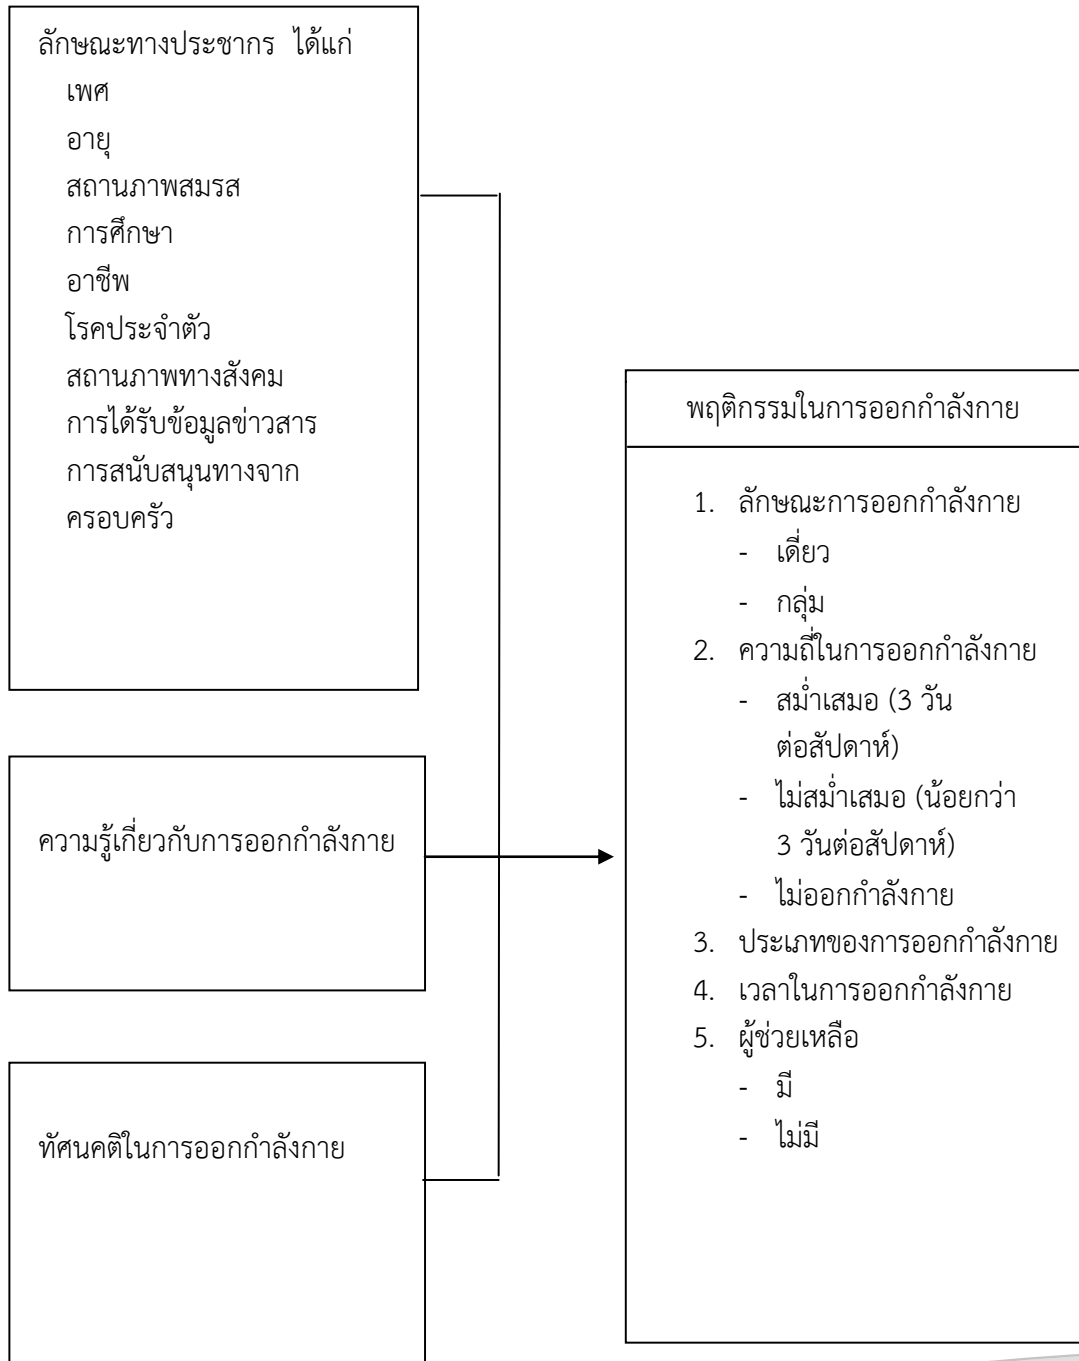 ลักษณะทางประชากร ได้แก่
เพศ
อายุ
สถานภาพสมรส
การศึกษา
อาชีพ
โรคประจำตัว
สถานภาพทางสังคม
การได้รับข้อมูลข่าวสาร
การสนับสนุนทางจาก
ครอบครัว
ความรู้เกี่ยวกับการออกกำลังกาย
ทัศนคติในการออกกำลังกาย
พฤติกรรมในการออกกำลังกาย
1. ลักษณะการออกกำลังกาย
- เดี่ยว
- กลุ่ม
2. ความถี่ในการออกกำลังกาย
- สม่ำเสมอ (3 วัน
ต่อสัปดาห์)
- ไม่สม่ำเสมอ (น้อยกว่า
3 วันต่อสัปดาห์)
- ไม่ออกกำลังกาย
3. ประเภทของการออกกำลังกาย
4. เวลาในการออกกำลังกาย
5. ผู้ช่วยเหลือ
- มี
- ไม่มี